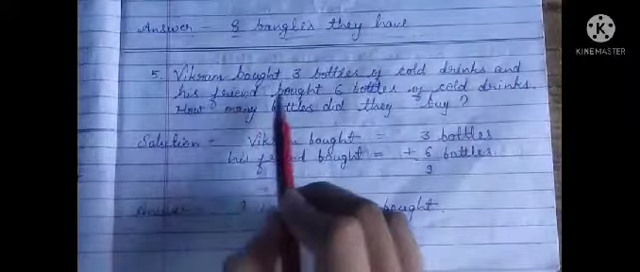 Answer - 8 bangles they have
KINEMASTER
5. Vikram bought 3 bottles of cold drinks and
his friend bought 6 bottles of cold drinks.
How many bottles did they buy?
Solution - Vikram bought = 3 bottles
his friend bought = + 6 bottles
9
Answer - 9 bought.